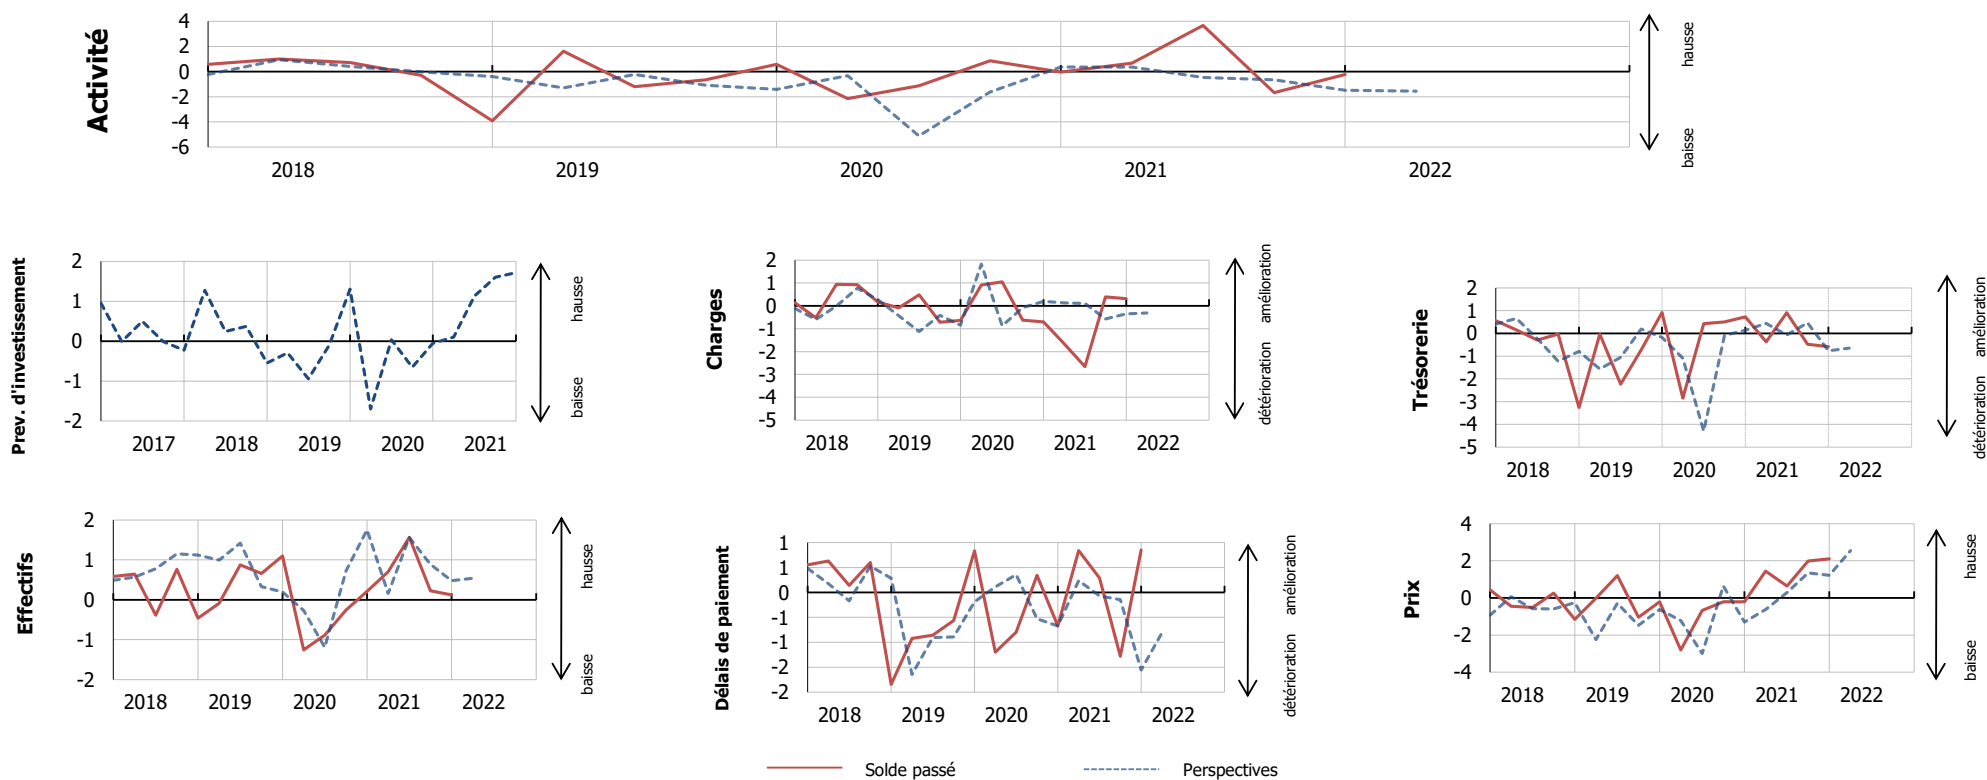 Activité
4
2
0
-2
-4
-6
2018 2019 2020 2021 2022
hausse
baisse
Prev. d'investissement
2
1
0
-1
-2
2017 2018 2019 2020 2021
hausse
baisse
Charges
2
1
0
-1
-2
-3
-4
-5
2018 2019 2020 2021 2022
amélioration
détérioration
Trésorerie
2
1
0
-1
-2
-3
-4
-5
2018 2019 2020 2021 2022
amélioration
détérioration
Effectifs
2
1
0
-1
-2
2018 2019 2020 2021 2022
hausse
baisse
Délais de paiement
1
1
0
-1
-1
-2
-2
2018 2019 2020 2021 2022
amélioration
détérioration
Prix
4
2
0
-2
-4
2018 2019 2020 2021 2022
hausse
baisse
Solde passé Perspectives